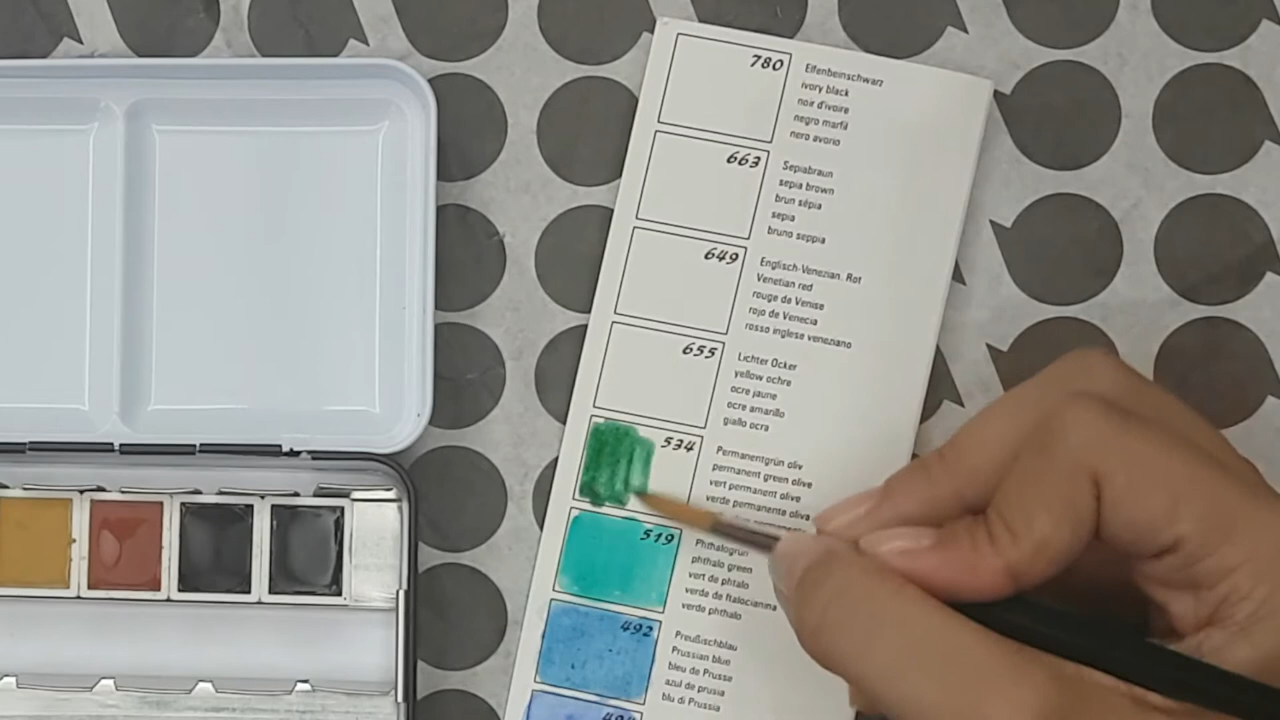 780
Elfenbeinschwarz
ivory black
noir d'ivoire
negro marfil
nero avorio
663
Sepiabraun
sepia brown
brun sépia
sepia
bruno seppia
649
Englisch-Venezian. Rot
Venetian red
rouge de Venise
rojo de Venecia
rosso inglese veneziano
655
Lichter Ocker
yellow ochre
ocre jaune
ocre amarillo
giallo ocra
534
Permanentgrün oliv
permanent green olive
vert permanent olive
verde permanente oliva
519
Phthalogrün
phthalo green
vert de phtalo
verde de ftalocianina
verde phthalo
492
Preußischblau
Prussian blue
bleu de Prusse
azul de prusia
blu di Prussia